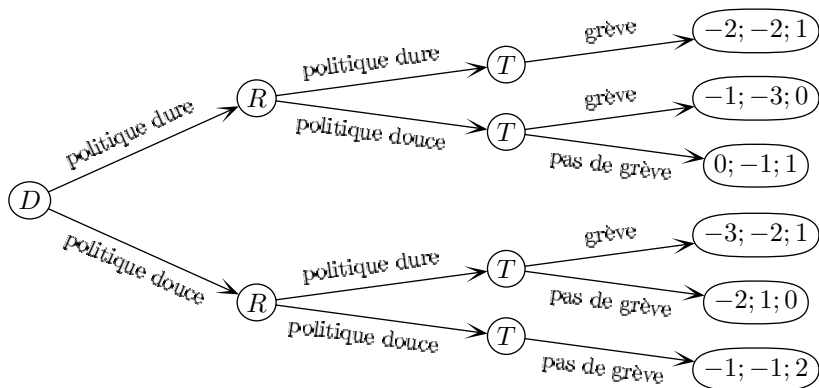 grève
−2; −2; 1
politique dure
T
R
grève
−1; −3; 0
politique dure
politique douce
T
pas de grève
0; −1; 1
D
politique douce
grève
−3; −2; 1
politique dure
T
pas de grève
−2; 1; 0
R
politique douce
T
pas de grève
−1; −1; 2